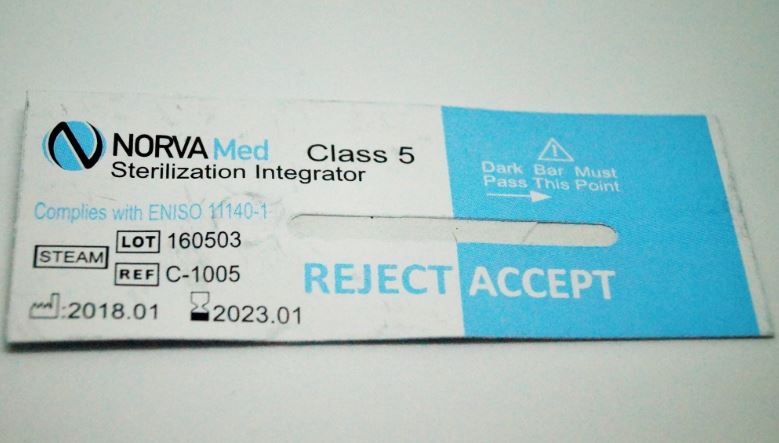 NORVA Med
Sterilization Integrator
Class 5
Complies with ENISO 11140-1
STEAM
LOT 160503
REF C-1005
:2018.01
2023.01
Dark Bar Must
Pass This Point
REJECT
ACCEPT